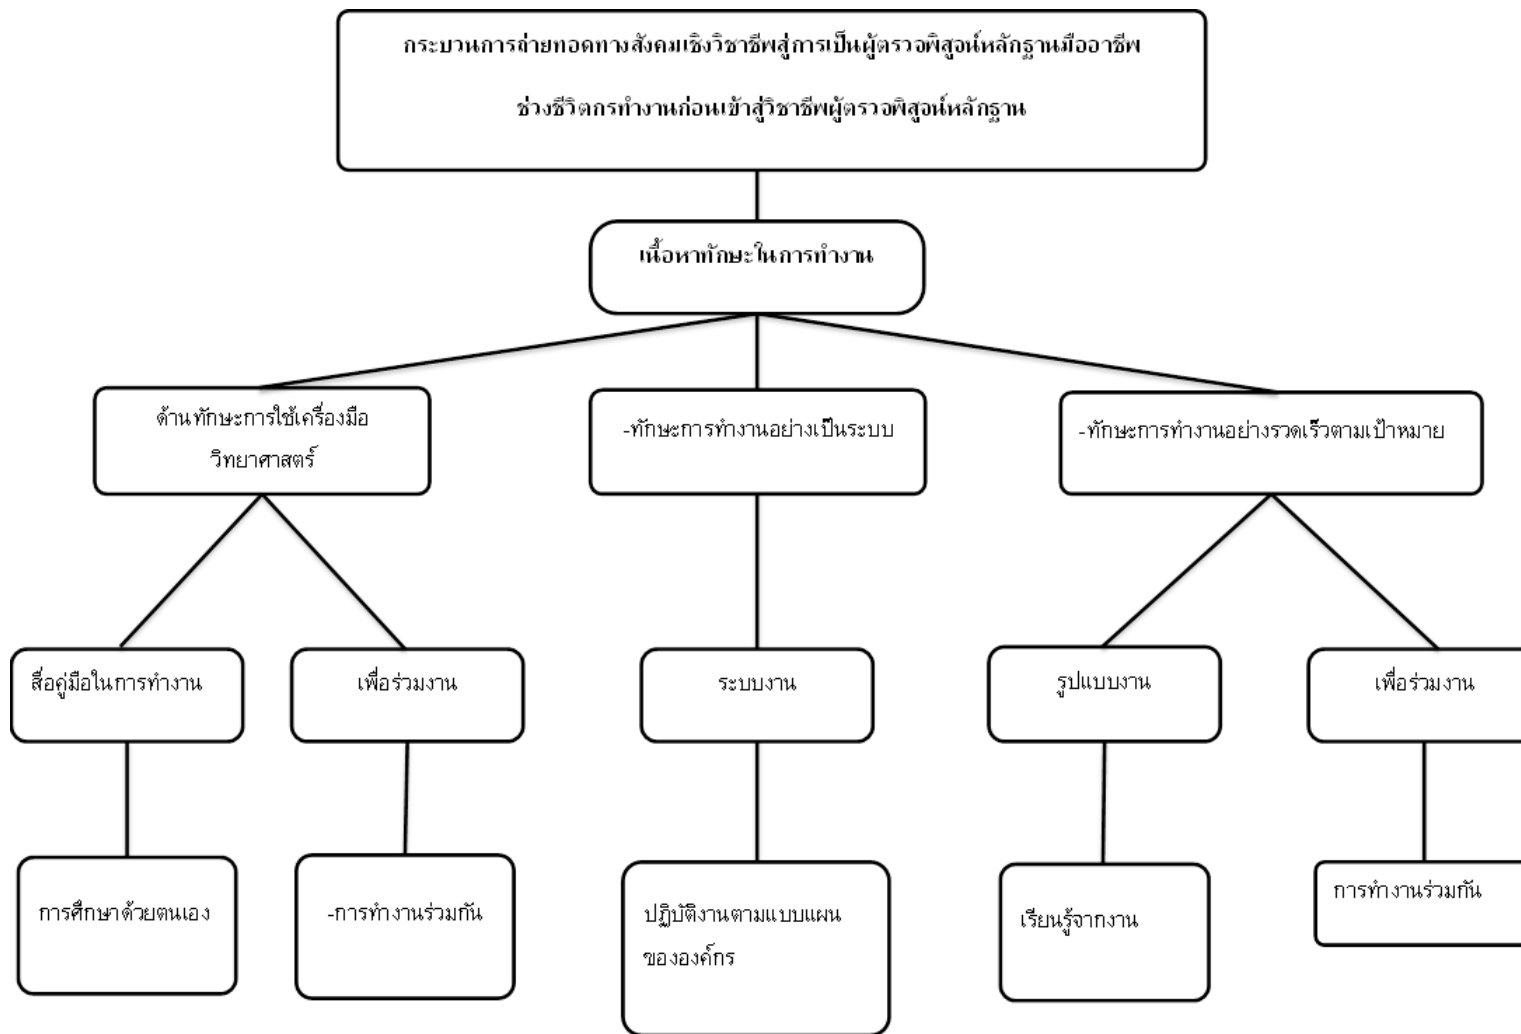 กระบวนการถ่ายทอดทางสังคมเชิงวิชาชีพสู่การเป็นผู้ตรวจพิสูจน์หลักฐานมืออาชีพ
ช่วงชีวิตกรทำงานก่อนเข้าสู่วิชาชีพผู้ตรวจพิสูจน์หลักฐาน
เนื้อหาทักษะในการทำงาน
ด้านทักษะการใช้เครื่องมือ
วิทยาศาสตร์
-ทักษะการทำงานอย่างเป็นระบบ
-ทักษะการทำงานอย่างรวดเร็วตามเป้าหมาย
สื่อคู่มือในการทำงาน
เพื่อร่วมงาน
ระบบงาน
รูปแบบงาน
เพื่อร่วมงาน
การศึกษาด้วยตนเอง
-การทำงานร่วมกัน
ปฏิบัติงานตามแบบแผน
ขององค์กร
เรียนรู้จากงาน
การทำงานร่วมกัน